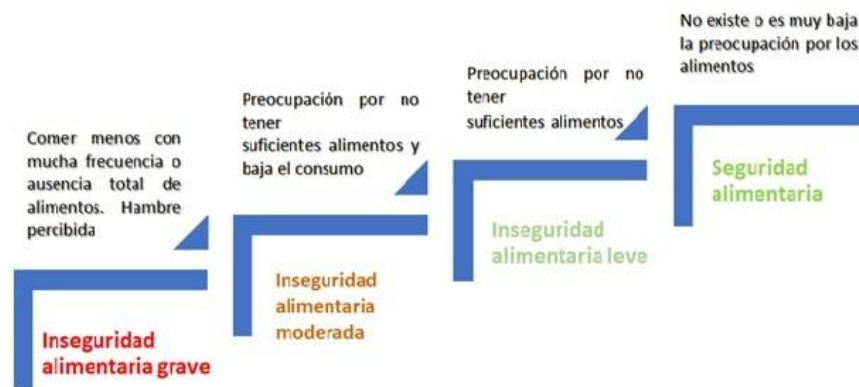 Comer menos con
mucha frecuencia o
ausencia total de
alimentos. Hambre
percibida
Inseguridad
alimentaria grave
Preocupación por no
tener
suficientes alimentos y
baja el consumo
Inseguridad
alimentaria
moderada
Preocupación por no
tener
suficientes alimentos
Inseguridad
alimentaria leve
No existe o es muy baja
la preocupación por los
alimentos
Seguridad
alimentaria